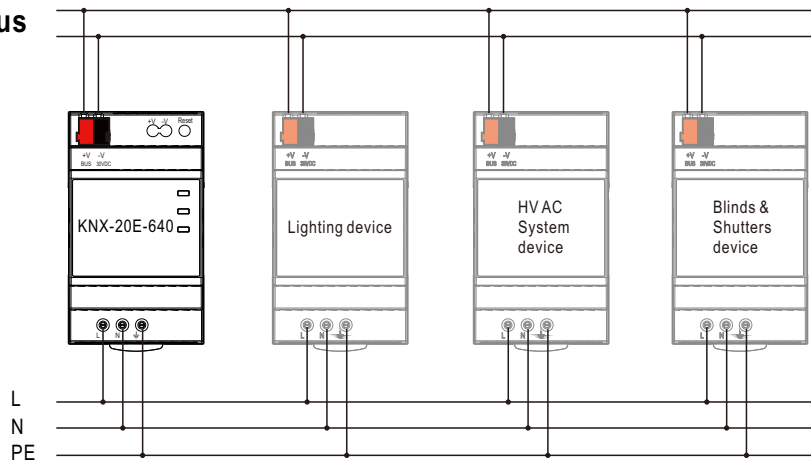 us
+V -V Reset
+V -V
BUS 30VDC
+V -V
BUS 30VDC
+V -V
BUS 30VDC
+V -V
BUS 30VDC
KNX-20E-640
Lighting device
HV AC
System
device
Blinds &
Shutters
device
L N
L N
L N
L N
L
N
PE